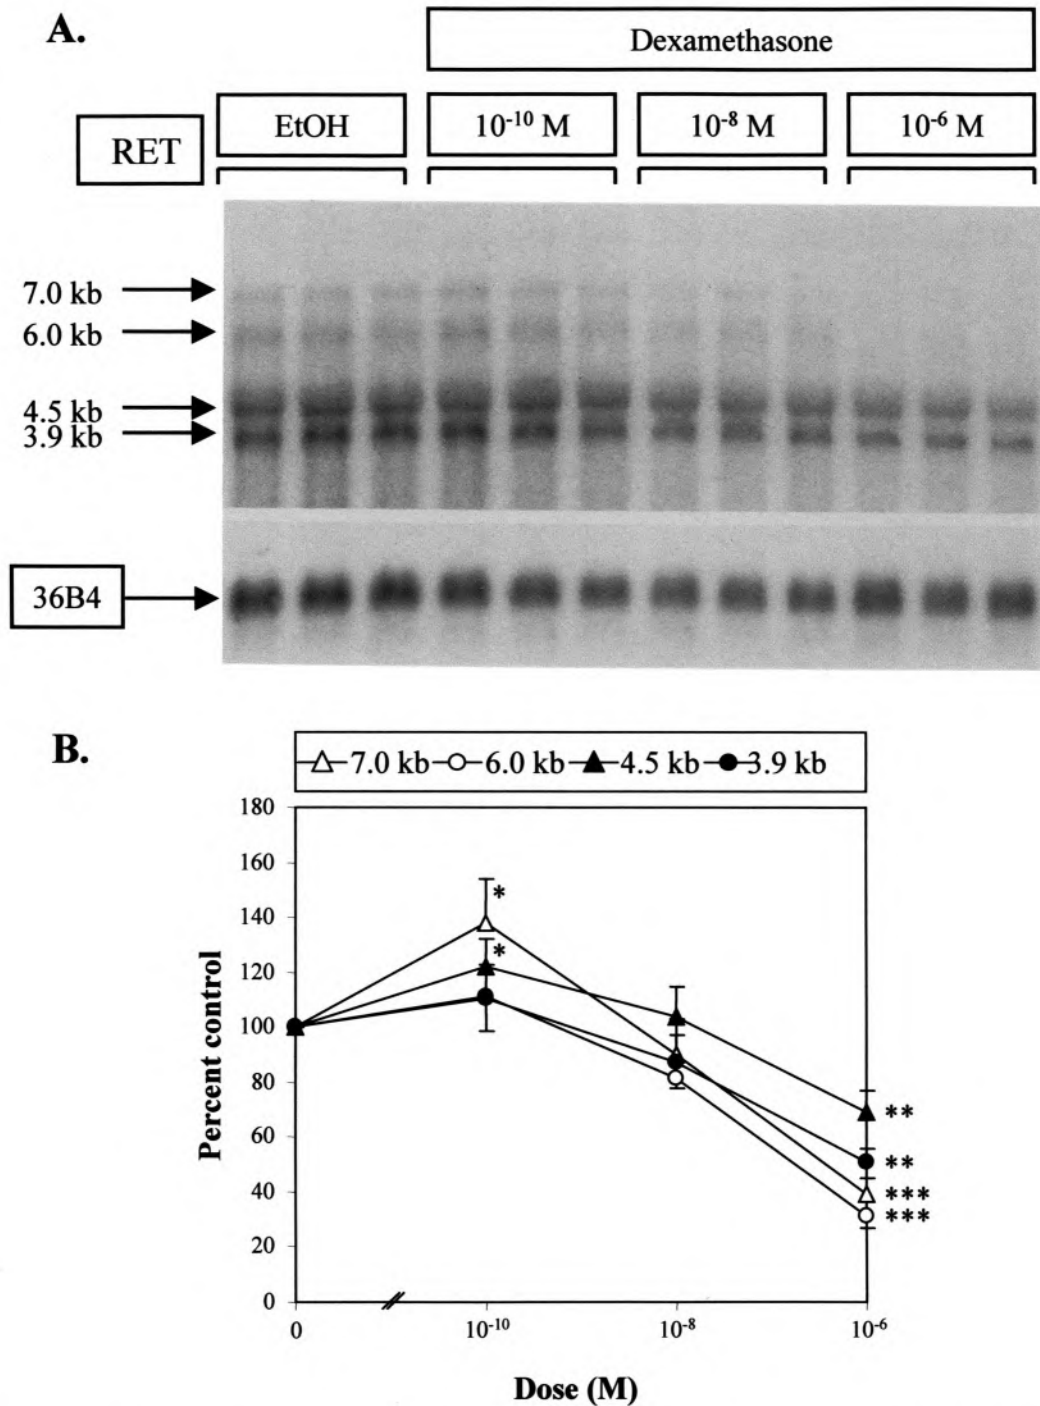 A.
Dexamethasone
RET
EtOH 10⁻¹⁰ M 10⁻⁸ M 10⁻⁶ M
7.0 kb
6.0 kb
4.5 kb
3.9 kb
36B4
B.
7.0 kb 6.0 kb 4.5 kb 3.9 kb
180
160
140
120
100
80
60
40
20
0
Percent control
*
*
**
**
***
***
0 10⁻¹⁰ 10⁻⁸ 10⁻⁶
Dose (M)